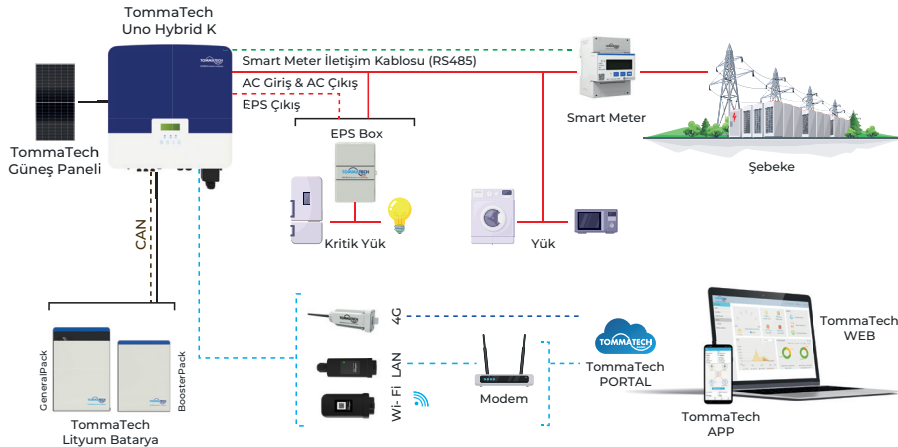 TommaTech
Uno Hybrid K
Smart Meter İletişim Kablosu (RS485)
AC Giriş & AC Çıkış
EPS Çıkış
Smart Meter
Şebeke
TommaTech
Güneş Paneli
EPS Box
TOMMATECH
Kritik Yük
Yük
CAN
GeneralPack
BoosterPack
TommaTech
Lityum Batarya
4G
LAN
Wi- Fi
Modem
TOMMATECH
TommaTech
PORTAL
TommaTech
WEB
TommaTech
APP